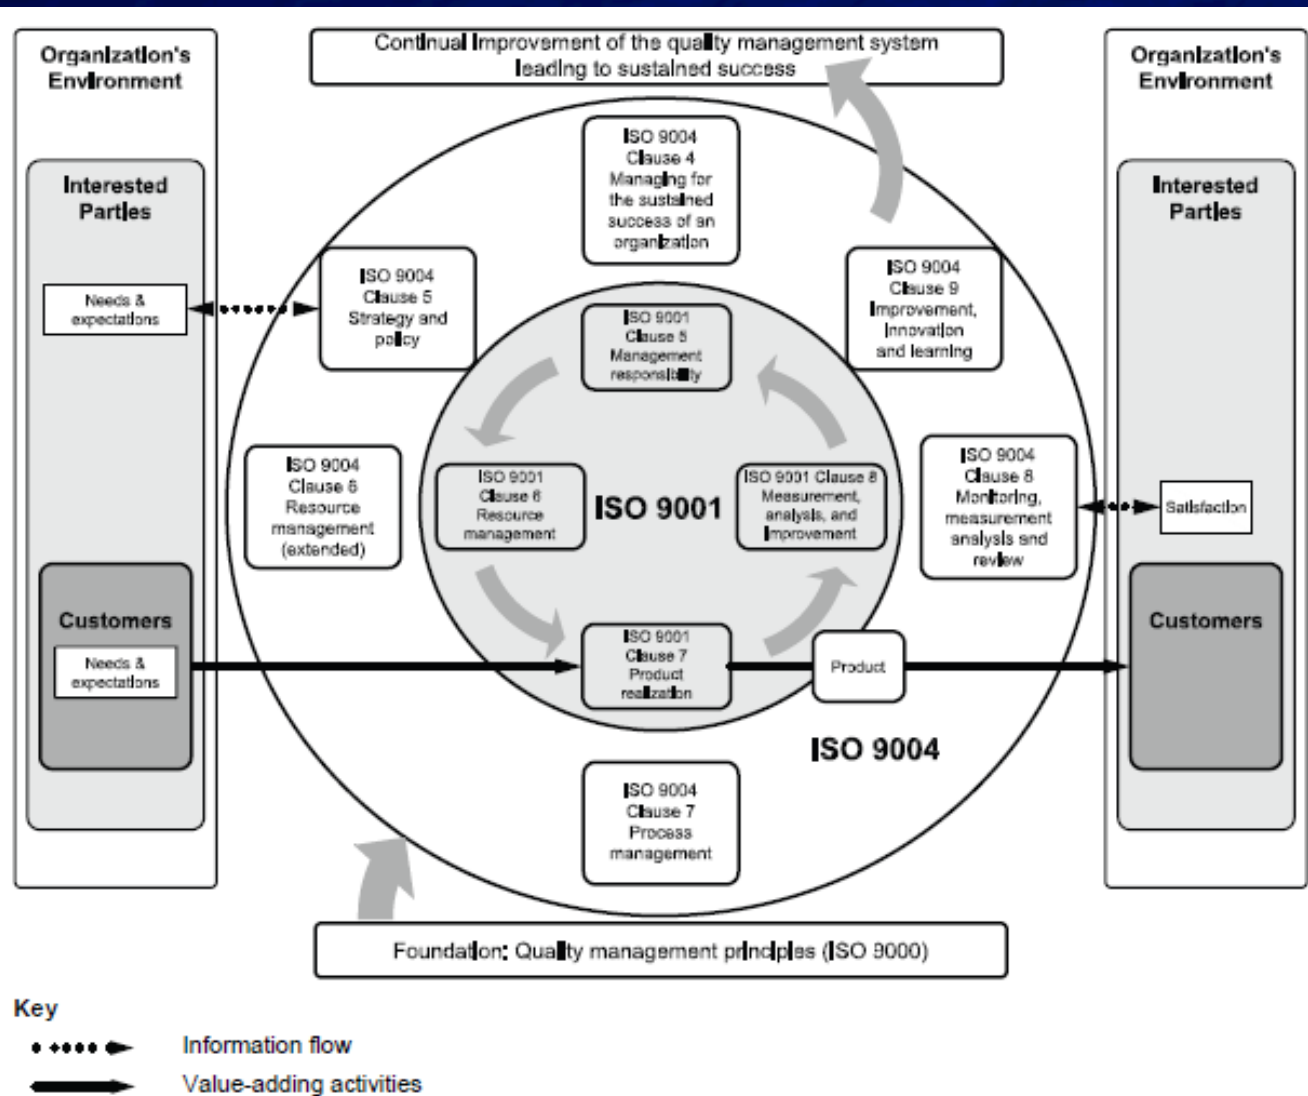 Organization's
Environment
Interested
Parties
Needs &
expectations
Customers
Needs &
expectations
Continual improvement of the quality management system
leading to sustained success
ISO 9004
Clause 4
Managing for
the sustained
success of an
organization
ISO 9004
Clause 5
Strategy and
policy
ISO 9004
Clause 9
Improvement,
innovation
and learning
ISO 9001
Clause 5
Management
responsibility
ISO 9004
Clause 6
Resource
management
(extended)
ISO 9001
Clause 6
Resource
management
ISO 9001
ISO 9001 Clause 8
Measurement,
analysis, and
improvement
ISO 9004
Clause 8
Monitoring,
measurement
analysis and
review
ISO 9001
Clause 7
Product
realization
Product
ISO 9004
ISO 9004
Clause 7
Process
management
Foundation: Quality management principles (ISO 9000)
Organization's
Environment
Interested
Parties
Satisfaction
Customers
Key
Information flow
Value-adding activities